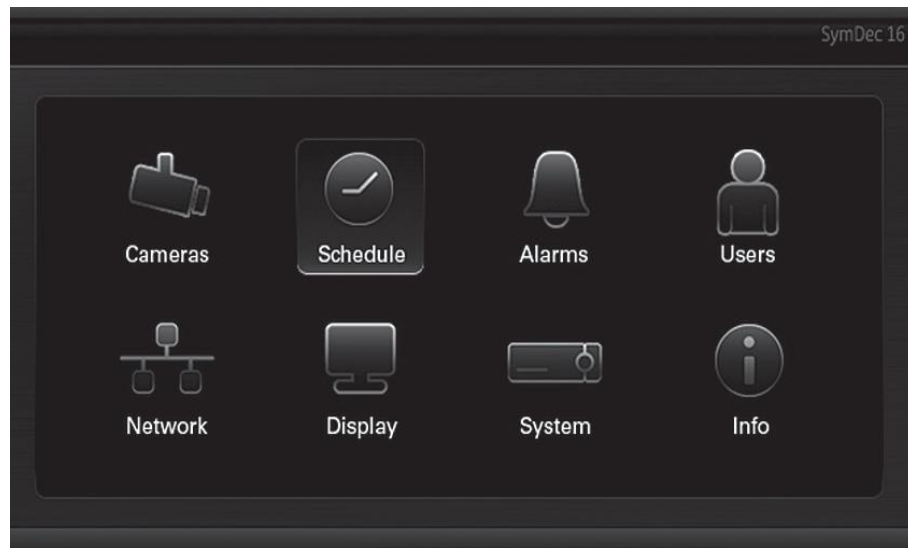 SymDec 16
Cameras
Schedule
Alarms
Users
Network
Display
System
Info